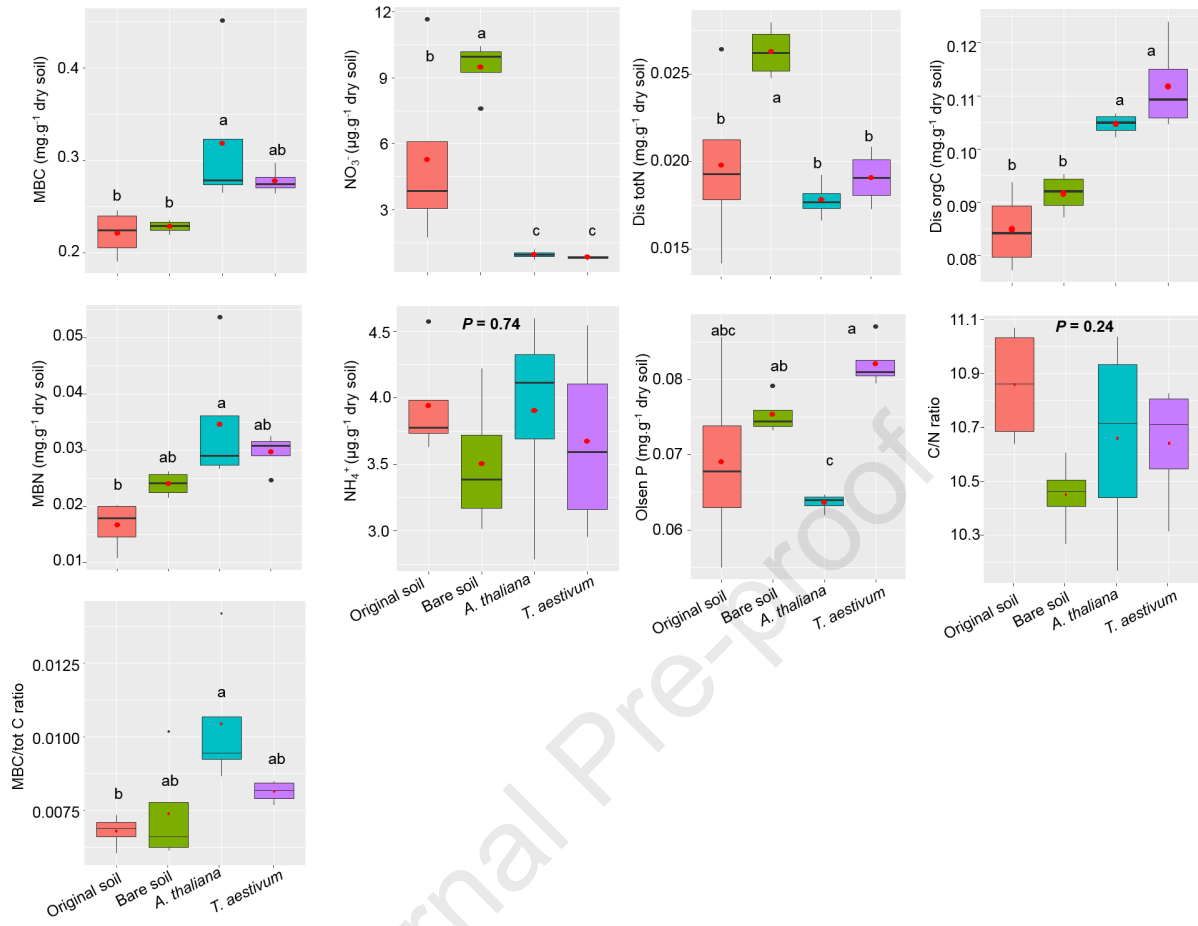 MBC (mg.g⁻¹ dry soil)
0.4
0.3
0.2
b
b
a
ab
NO₃⁻ (µg.g⁻¹ dry soil)
12
9
6
3
b
a
c
c
Dis totN (mg.g⁻¹ dry soil)
0.025
0.020
0.015
b
a
b
b
Dis orgC (mg.g⁻¹ dry soil)
0.12
0.11
0.10
0.09
0.08
b
b
a
a
MBN (mg.g⁻¹ dry soil)
0.05
0.04
0.03
0.02
0.01
b
ab
a
ab
NH₄⁺ (µg.g⁻¹ dry soil)
4.5
4.0
3.5
3.0
P = 0.74
Original soil
Bare soil
A. thaliana
T. aestivum
Olsen P (mg.g⁻¹ dry soil)
0.08
0.07
0.06
abc
ab
c
a
Original soil
Bare soil
A. thaliana
T. aestivum
C/N ratio
11.1
10.9
10.7
10.5
10.3
P = 0.24
Original soil
Bare soil
A. thaliana
T. aestivum
MBC/tot C ratio
0.0125
0.0100
0.0075
b
ab
a
ab
Original soil
Bare soil
A. thaliana
T. aestivum
rnal Pre-proof